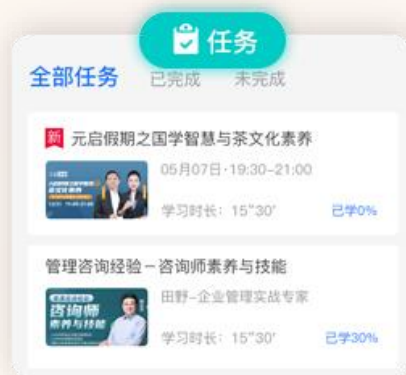 任务
全部任务 已完成 未完成
新 元启假期之国学智慧与茶文化素养
05月07日·19:30-21:00
学习时长：15"30' 已学0%
管理咨询经验-咨询师素养与技能
咨询师
素养与技能
田野-企业管理实战专家
学习时长：15"30' 已学30%